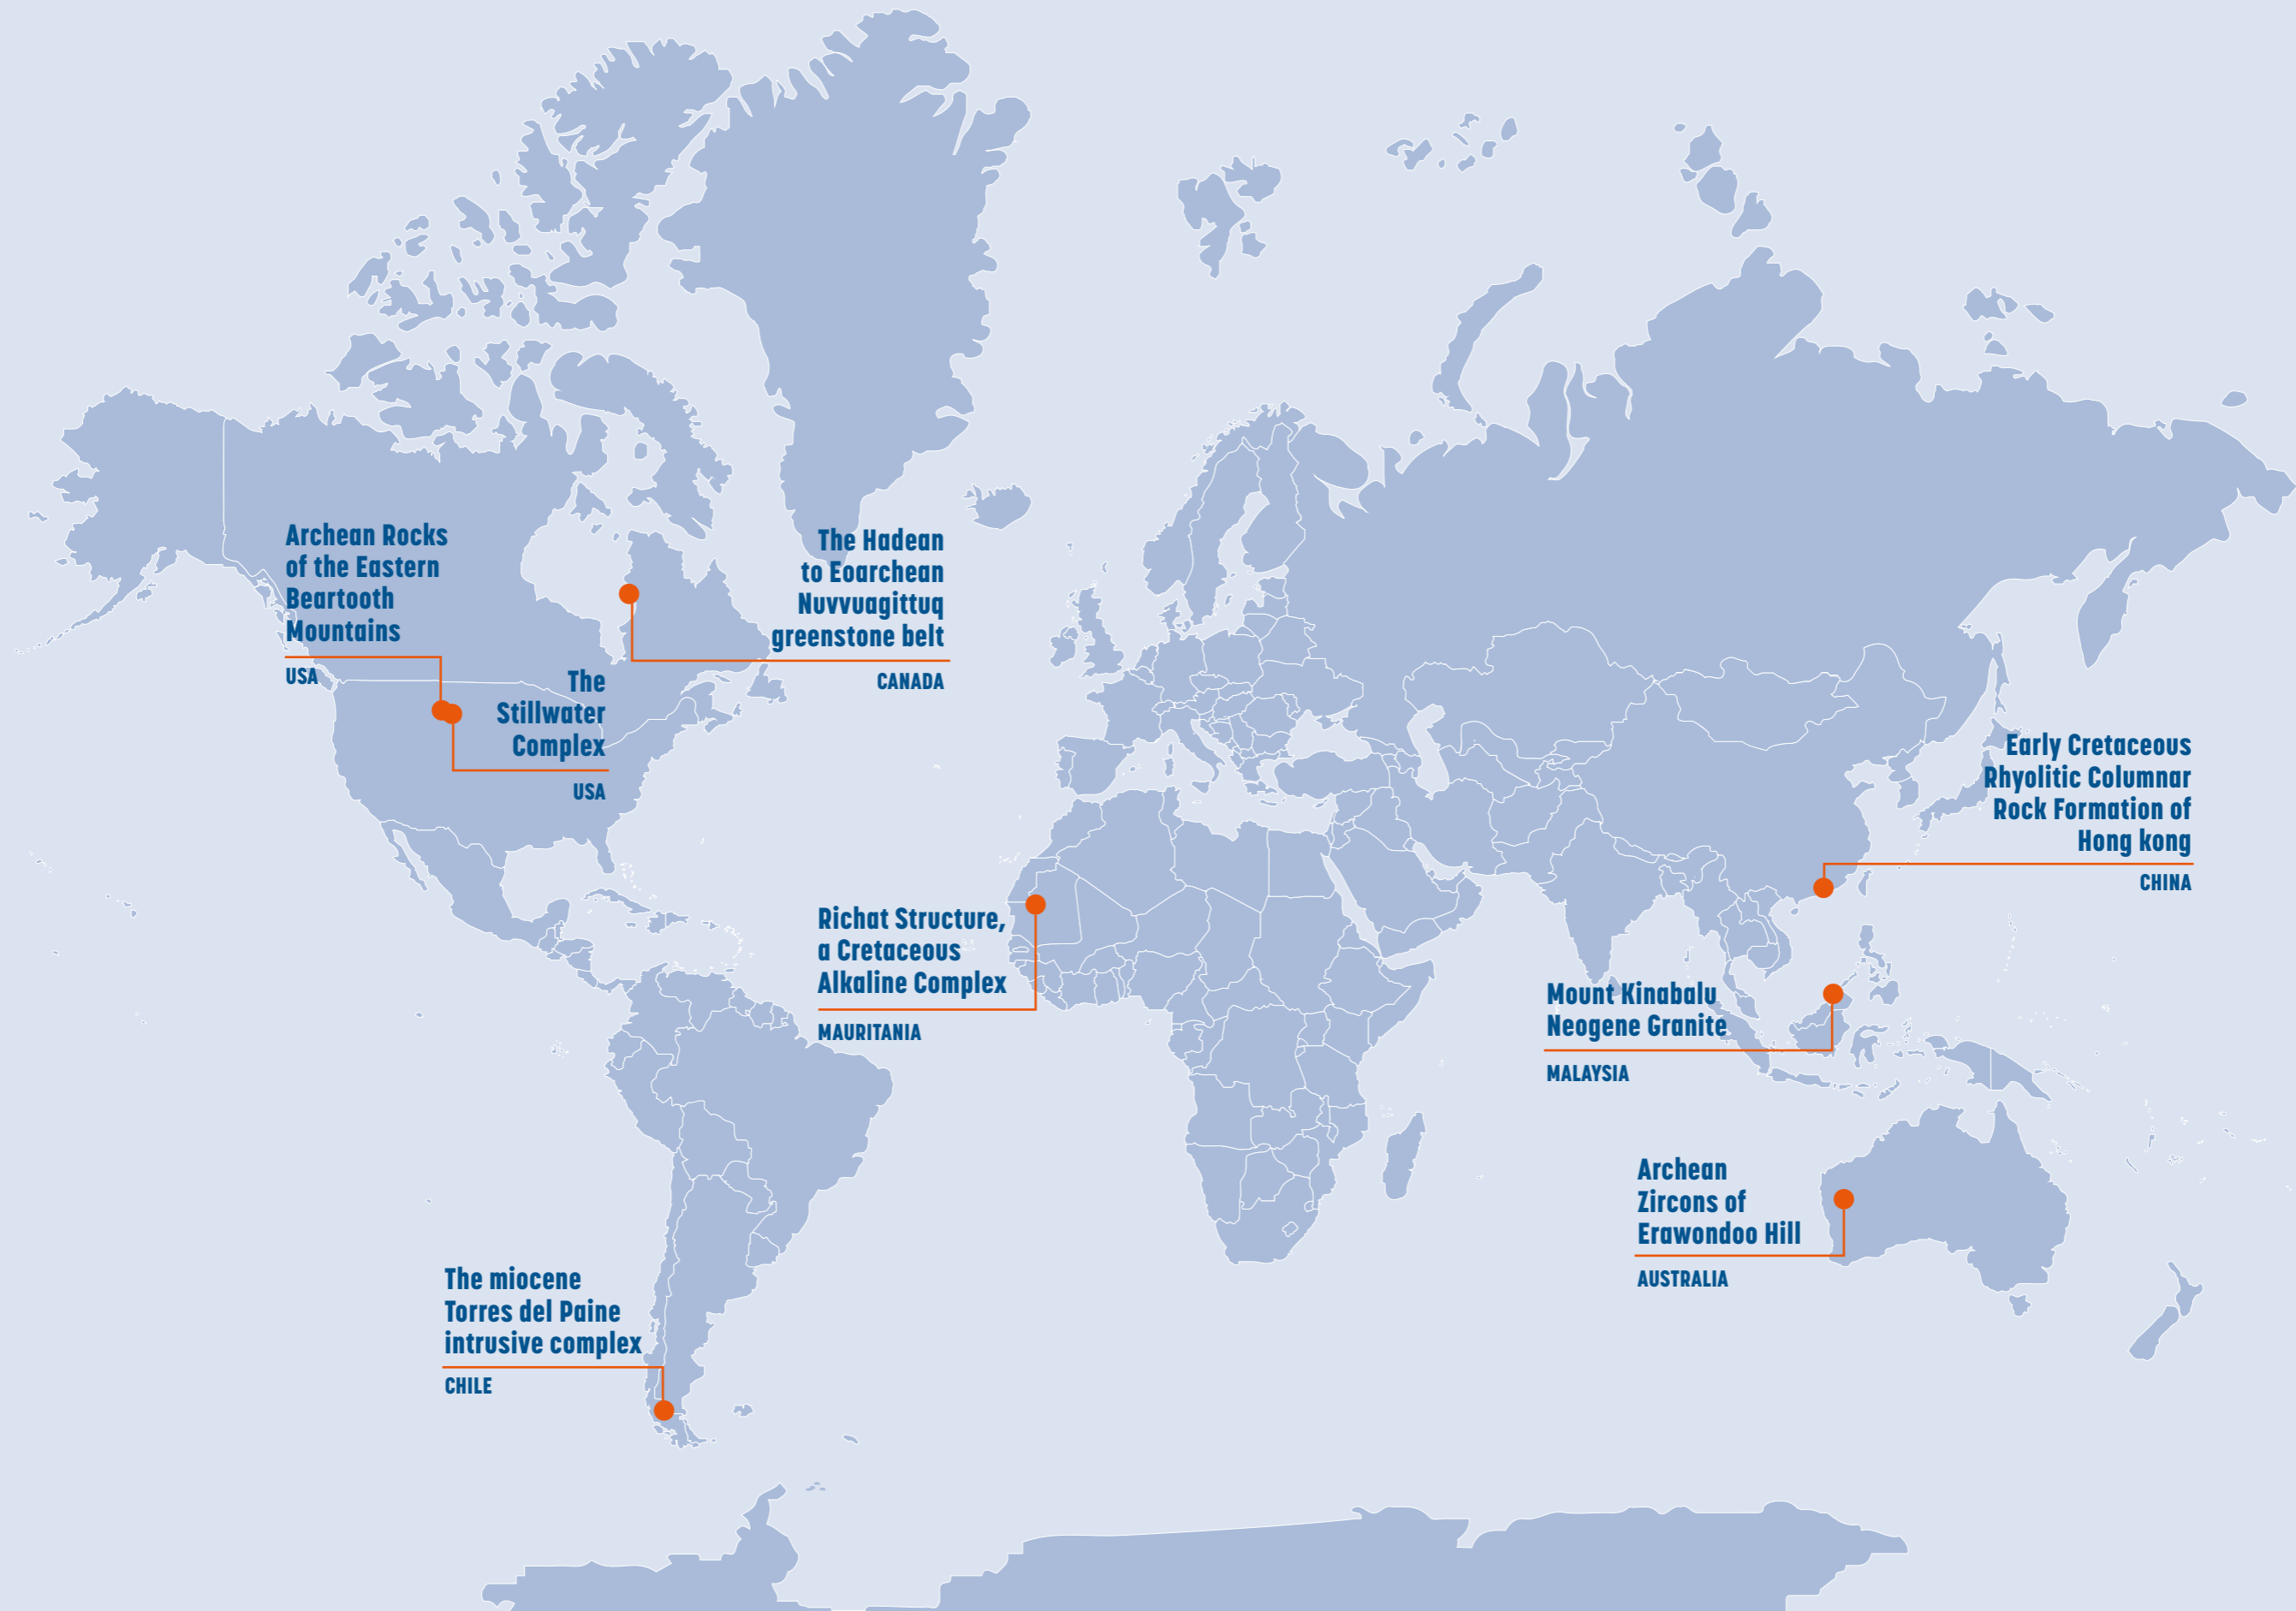 Archean Rocks
of the Eastern
Beartooth
Mountains
USA
The
Stillwater
Complex
USA
The Hadean
to Eoarchean
Nuvvuagittuq
greenstone belt
CANADA
Early Cretaceous
Rhyolitic Columnar
Rock Formation of
Hong kong
CHINA
Richat Structure,
a Cretaceous
Alkaline Complex
MAURITANIA
Mount Kinabalu
Neogene Granite
MALAYSIA
Archean
Zircons of
Erawondoo Hill
AUSTRALIA
The miocene
Torres del Paine
intrusive complex
CHILE